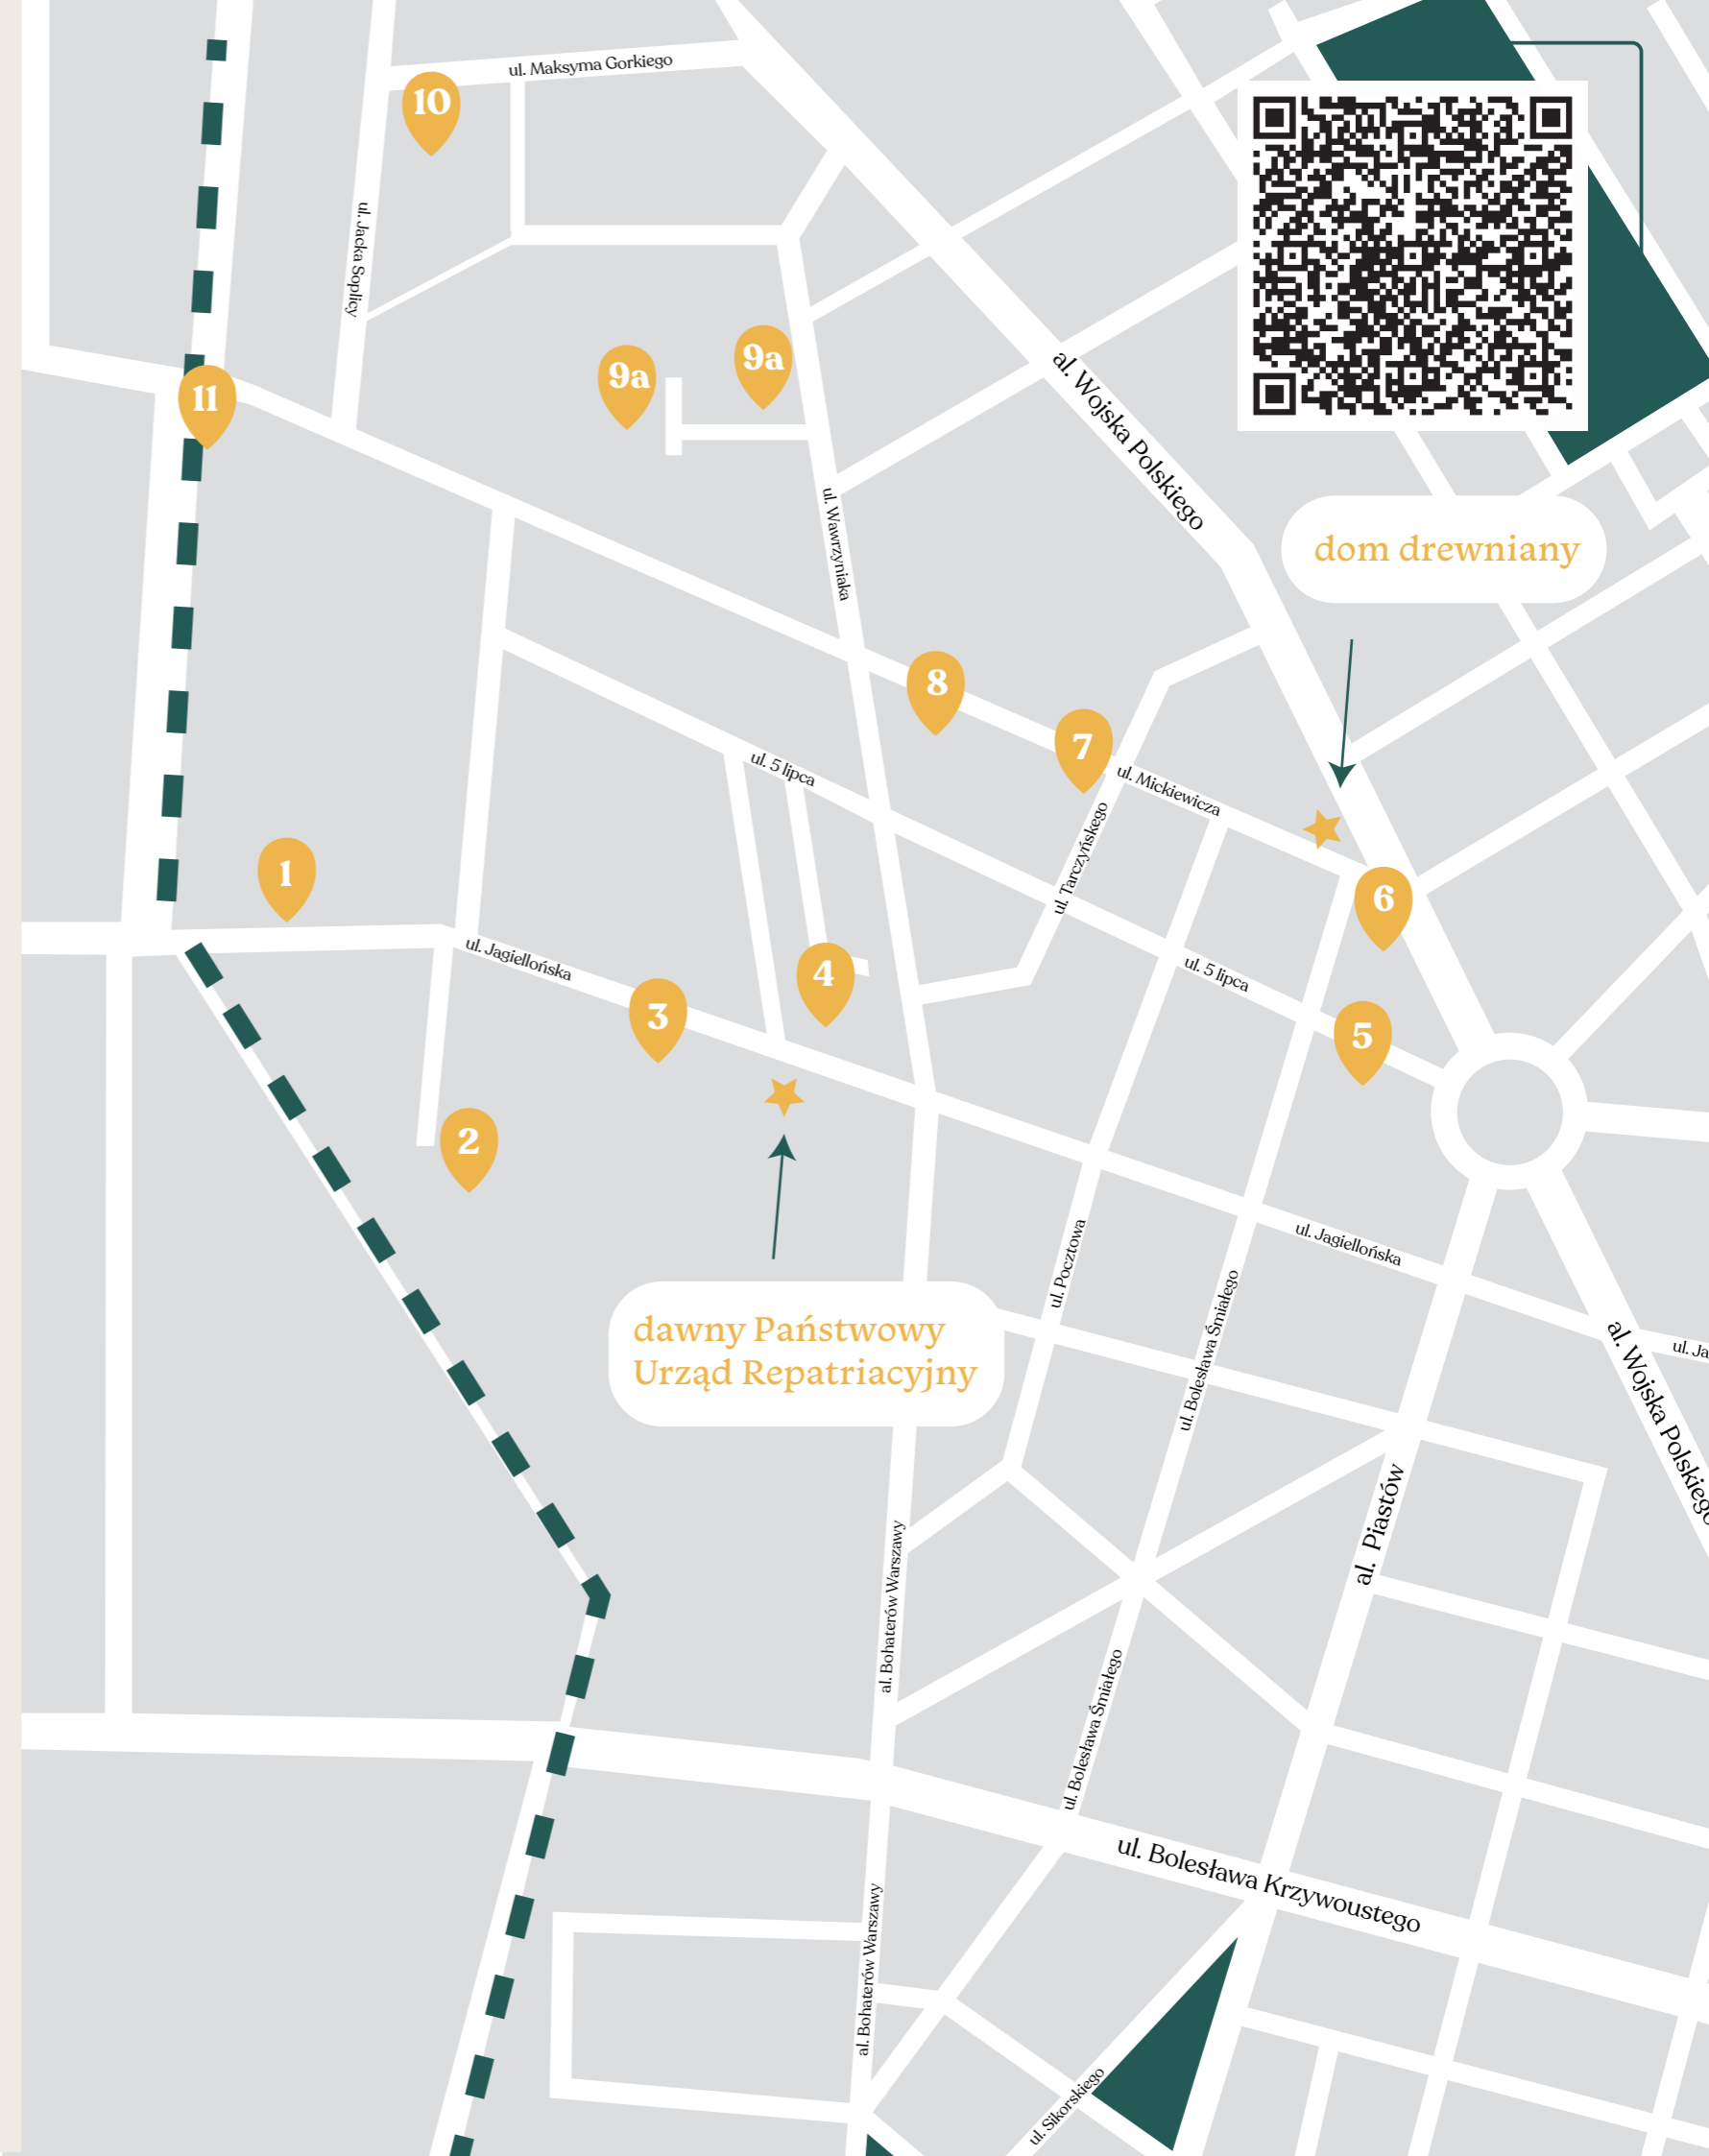 ul. Maksyma Gorkiego
10
ul. Jacka Soplicy
9a
9a
11
al. Wojska Polskiego
ul. Wawrzyniaka
dom drewniany
8
7
ul. Mickiewicza
ul. 5 lipca
ul. Tarczyńskego
1
6
ul. Jagiellońska
4
ul. 5 lipca
3
5
2
ul. Pocztowa
ul. Jagiellońska
ul. Bolesława Śmiałego
dawny Państwowy
Urząd Repatriacyjny
ul. Ja
al. Wojska Polskiego
al. Piastów
al. Bohaterów Warszawy
ul. Bolesława Śmiałego
ul. Bolesława Krzywoustego
al. Bohaterów Warszawy
ul. Sikorskiego